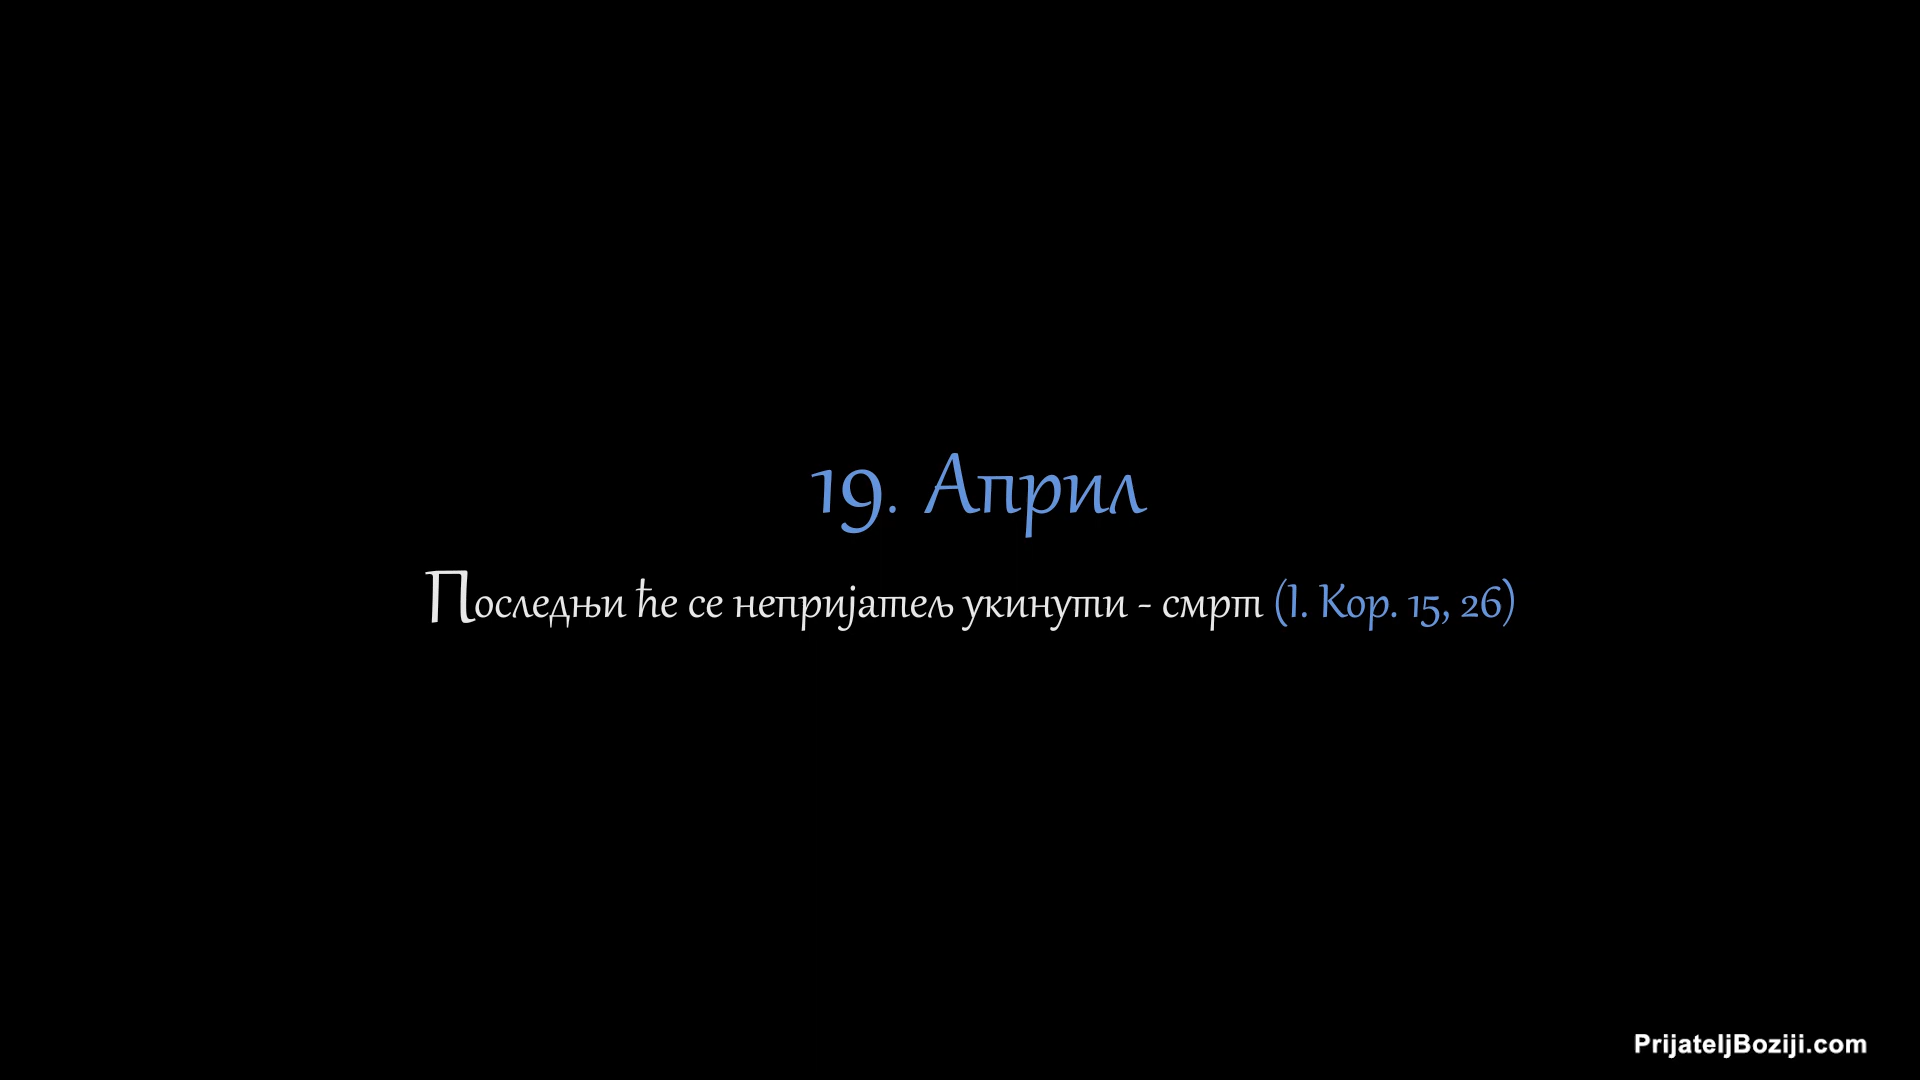 19. Април
Последњи ће се непријатељ укинути - смрт (I. Кор. 15, 26)
PrijateljBoziji.com